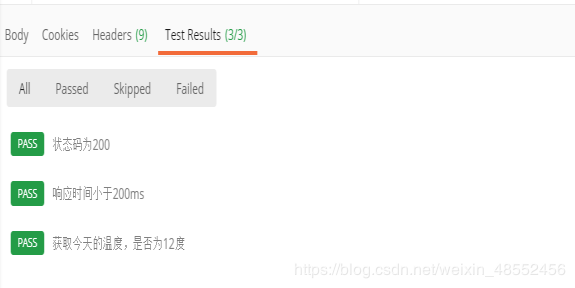 Body Cookies Headers (9) Test Results (3/3)
All Passed Skipped Failed
PASS 状态码为200
PASS 响应时间小于200ms
PASS 获取今天的温度，是否为12度
https://blog.csdn.net/weixin_48552456